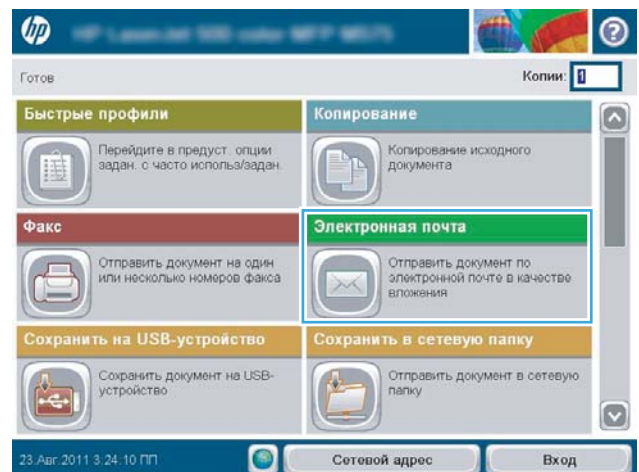 hp
Готов
Копии: 1
Быстрые профили
Перейдите в предуст. опции
задан. с часто использ/задан.
Копирование
Копирование исходного
документа
Факс
Отправить документ на один
или несколько номеров факса
Электронная почта
Отправить документ по
электронной почте в качестве
вложения
Сохранить на USB-устройство
Сохранить документ на USB-
устройство
Сохранить в сетевую папку
Отправить документ в сетевую
папку
23.Авг.2011 3:24:10 ПП
Сетевой адрес
Вход